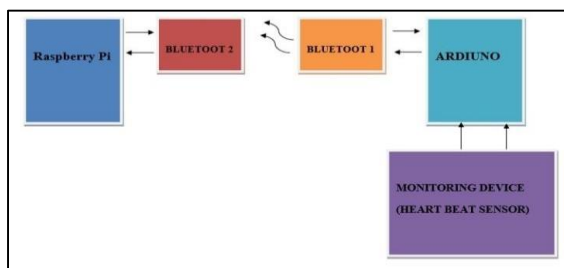 Raspberry Pi
BLUETOOT 2
BLUETOOT 1
ARDIUNO
MONITORING DEVICE
(HEART BEAT SENSOR)